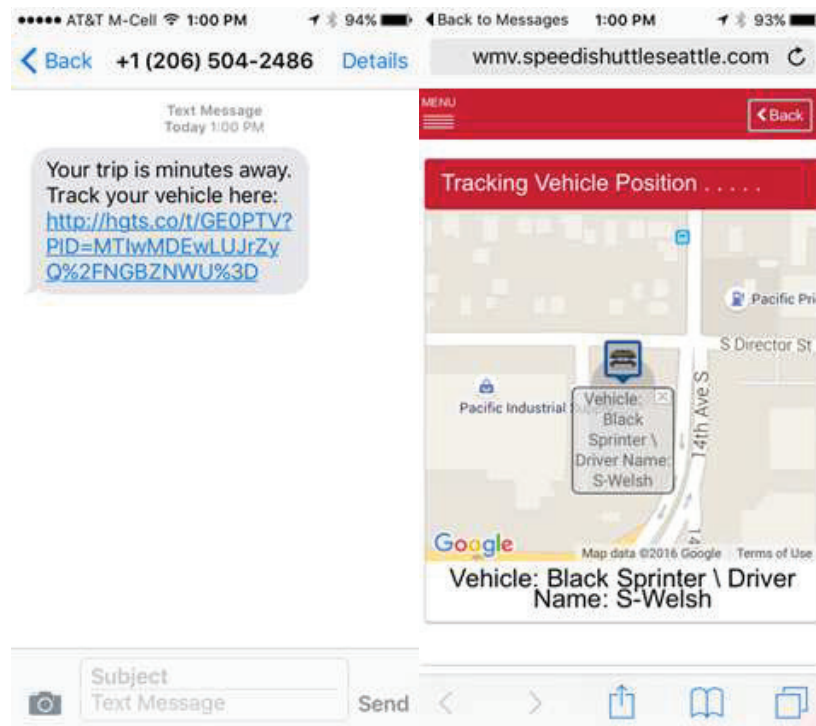 AT&T M-Cell 1:00 PM 94%
Back +1 (206) 504-2486 Details
Text Message
Today 1:00 PM
Your trip is minutes away.
Track your vehicle here:
http://hgts.co/t/GE0PTV?
PID=MTIwMDEwLUJrZy
Q%2FNGBZNWU%3D
Subject
Text Message
Send
Back to Messages 1:00 PM 93%
wmv.speedishuttleseattle.com
MENU
Back
Tracking Vehicle Position . . . . .
Pacific Pri
S Director St
Pacific Industrial
14th Ave S
Vehicle:
Black
Sprinter \
Driver Name:
S-Welsh
14
Google
Map data ©2016 Google Terms of Use
Vehicle: Black Sprinter \ Driver
Name: S-Welsh